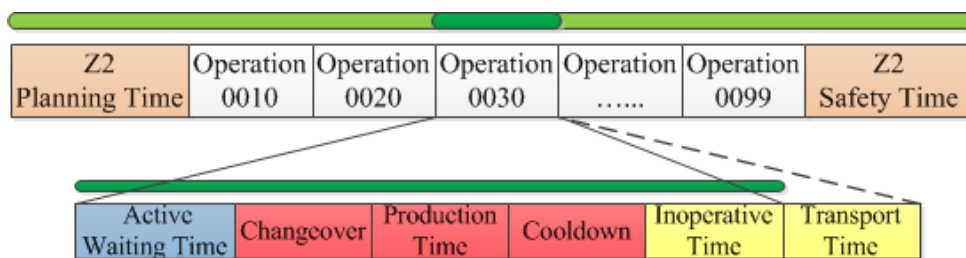 Z2
Planning Time
Operation
0010
Operation
0020
Operation
0030
Operation
…...
Operation
0099
Z2
Safety Time
Active
Waiting Time
Changeover
Production
Time
Cooldown
Inoperative
Time
Transport
Time